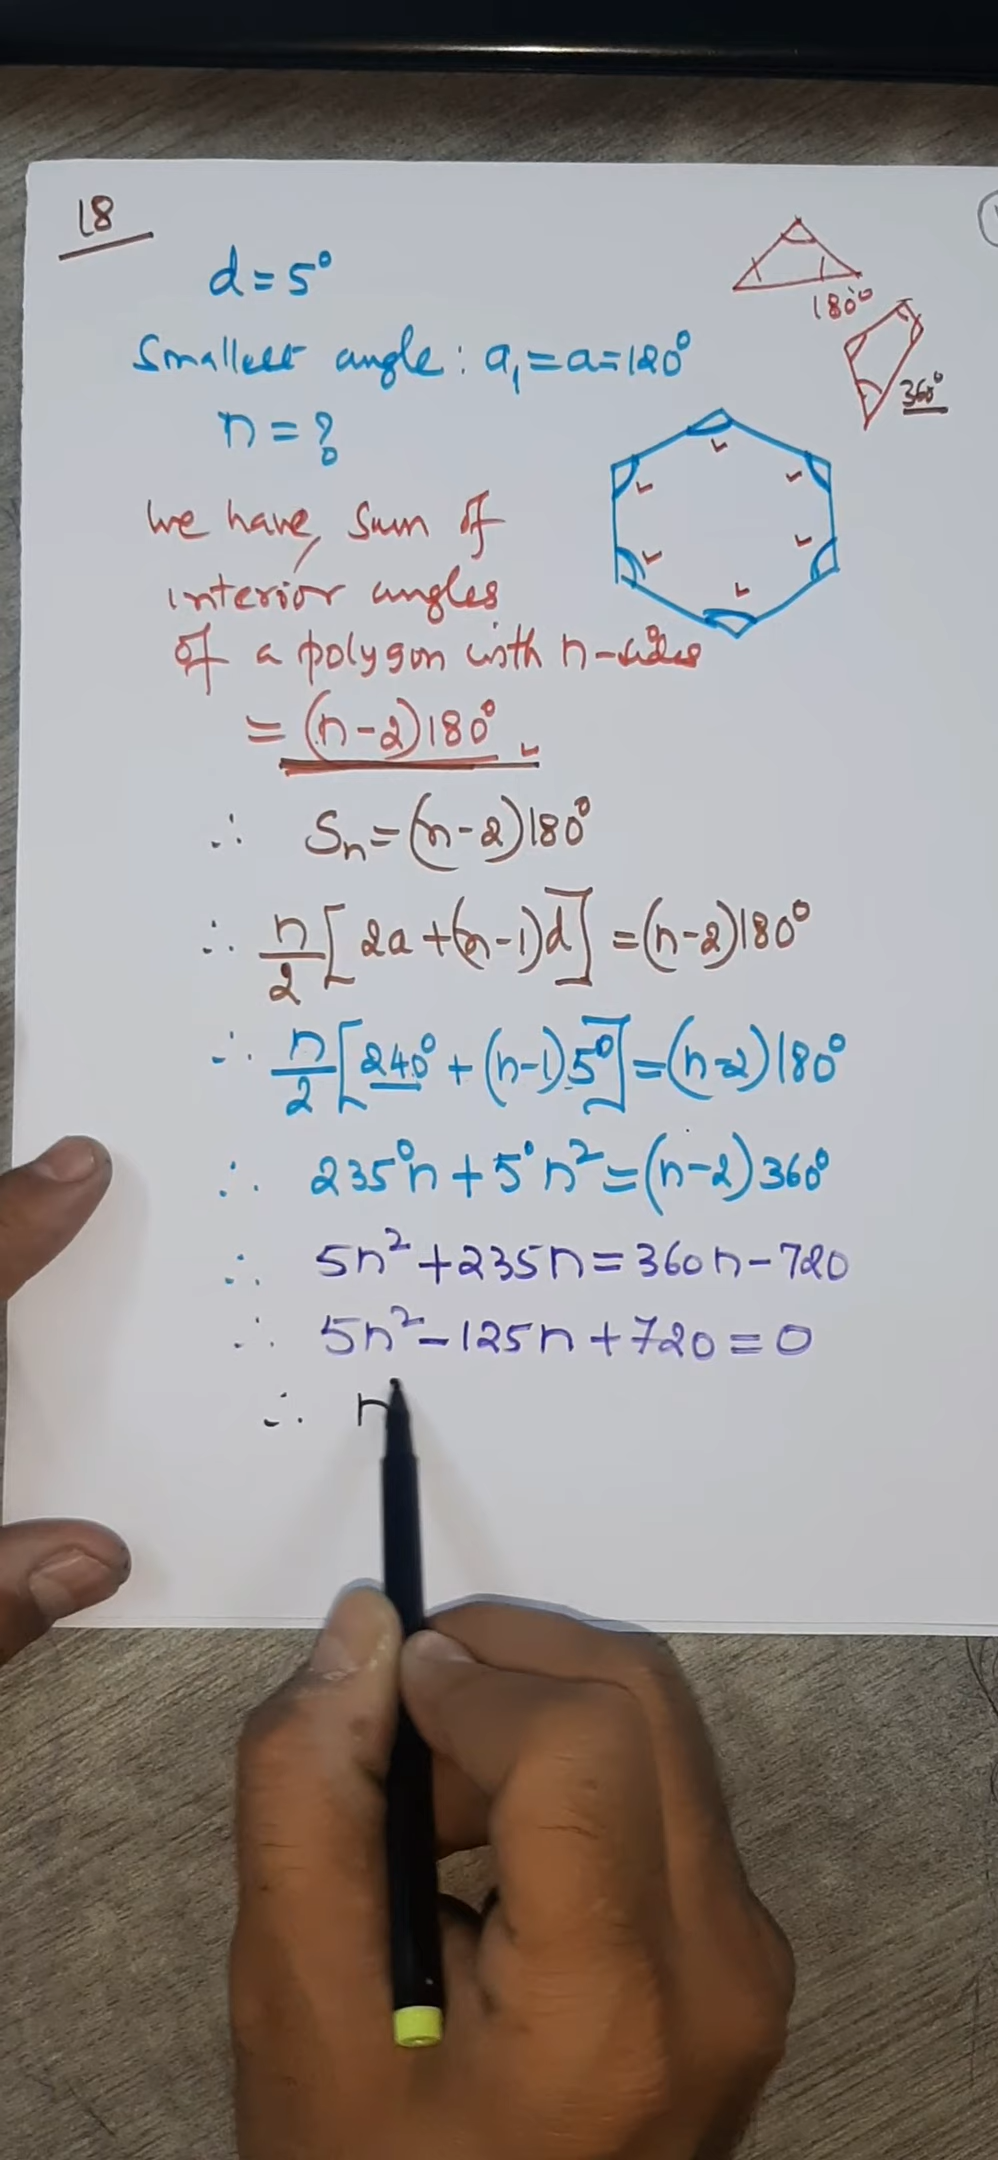 18
d = 5°
Smallest angle : a₁ = a = 120°
n = ?
180°
360°
We have, Sum of
interior angles
of a polygon with n-sides
= (n-2)180°
∴ Sn = (n-2)180°
∴ n/2 [2a + (n-1)d] = (n-2)180°
∴ n/2 [240° + (n-1)5°] = (n-2)180°
∴ 235°n + 5°n² = (n-2)360°
∴ 5n² + 235n = 360n - 720
∴ 5n² - 125n + 720 = 0
∴ n